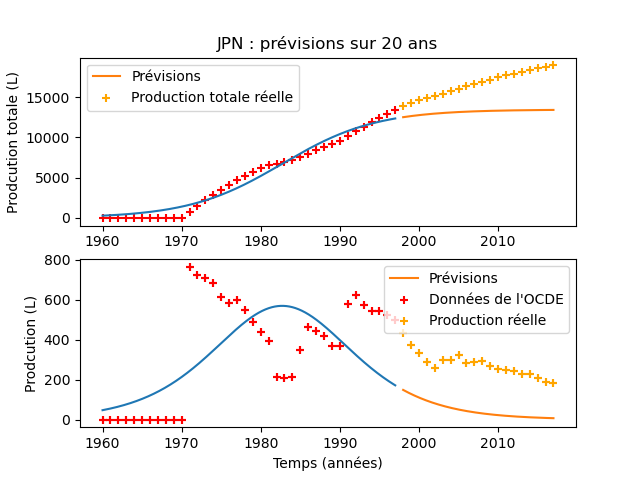 JPN : prévisions sur 20 ans
Prodcution totale (L)
15000
10000
5000
0
Prévisions
Production totale réelle
1960 1970 1980 1990 2000 2010
Prodcution (L)
800
600
400
200
0
Prévisions
Données de l'OCDE
Production réelle
1960 1970 1980 1990 2000 2010
Temps (années)